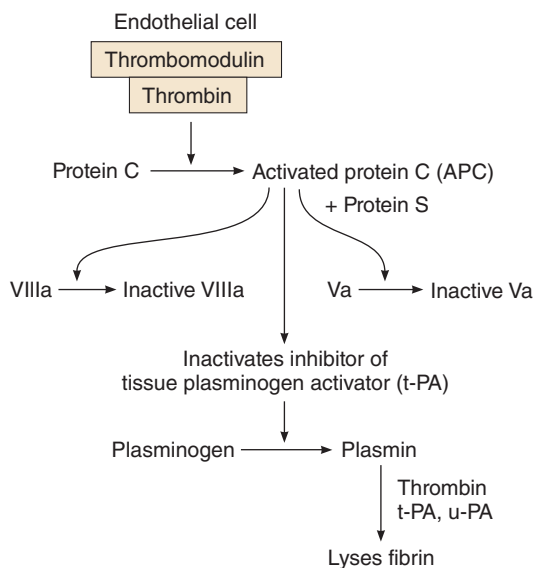 Endothelial cell
Thrombomodulin
Thrombin
Protein C
Activated protein C (APC)
+ Protein S
VIIIa
Inactive VIIIa
Va
Inactive Va
Inactivates inhibitor of
tissue plasminogen activator (t-PA)
Plasminogen
Plasmin
Thrombin
t-PA, u-PA
Lyses fibrin